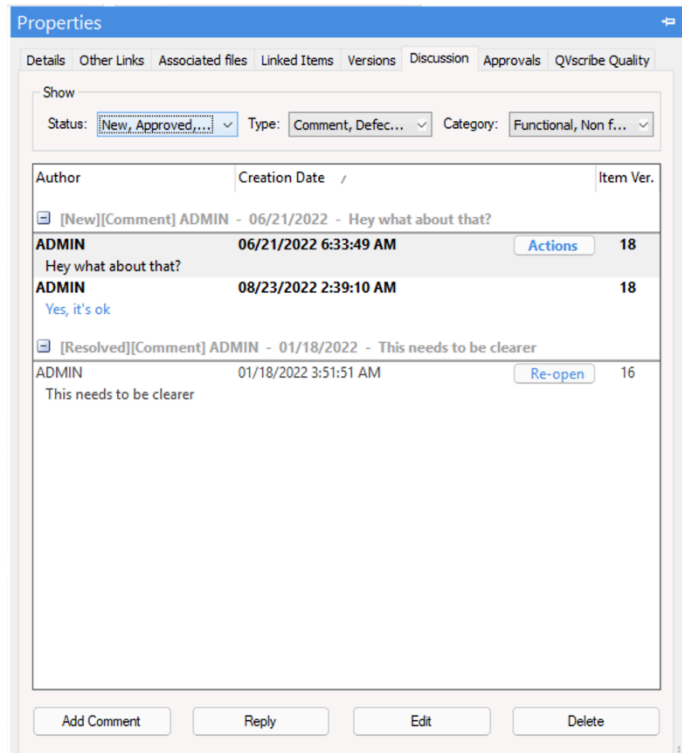 Properties
Details Other Links Associated files Linked Items Versions Discussion Approvals QVscribe Quality
Show
Status: New, Approved,... Type: Comment, Defec... Category: Functional, Non f...
Author Creation Date / Item Ver.
[New][Comment] ADMIN - 06/21/2022 - Hey what about that?
ADMIN 06/21/2022 6:33:49 AM Actions 18
Hey what about that?
ADMIN 08/23/2022 2:39:10 AM 18
Yes, it's ok
[Resolved][Comment] ADMIN - 01/18/2022 - This needs to be clearer
ADMIN 01/18/2022 3:51:51 AM Re-open 16
This needs to be clearer
Add Comment Reply Edit Delete